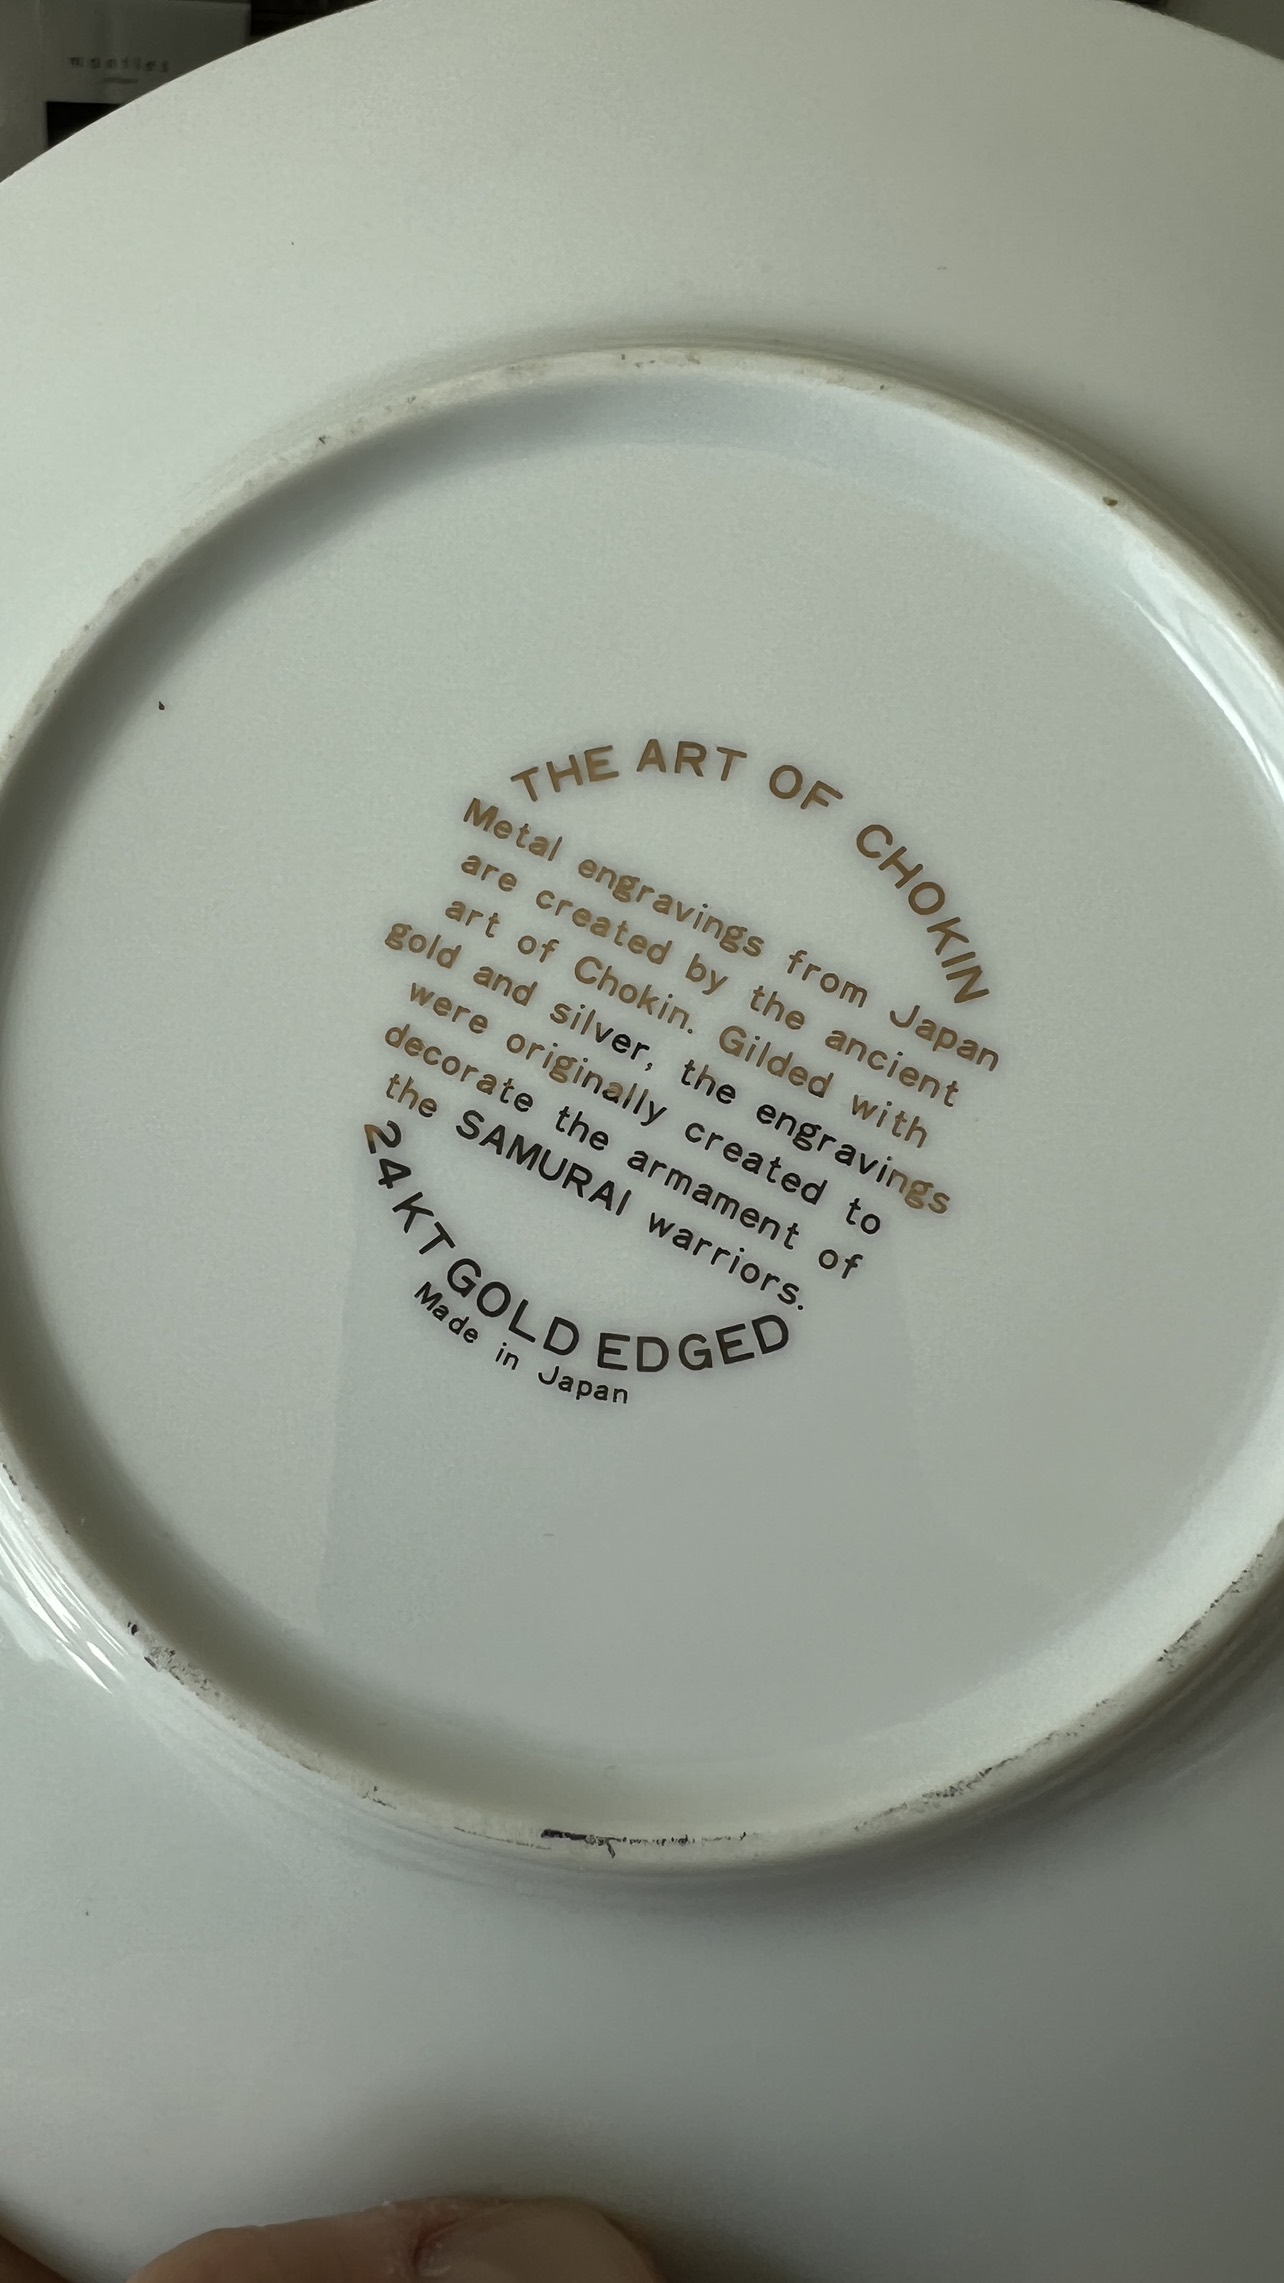 THE ART OF CHOKIN
Metal engravings from Japan
are created by the ancient
art of Chokin. Gilded with
gold and silver, the engravings
were originally created to
decorate the armament of
the SAMURAI warriors.
24KT GOLD EDGED
Made in Japan